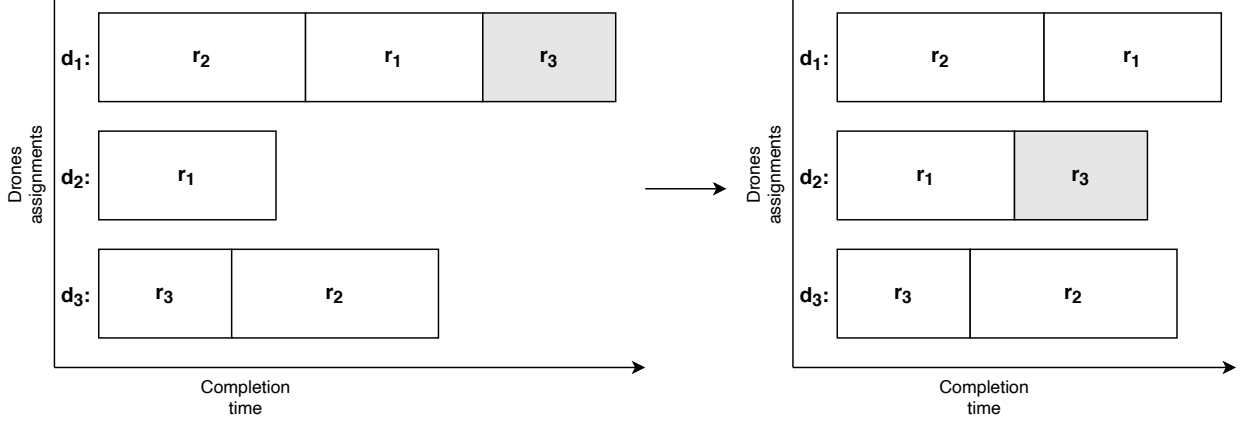 d₁: r₂ r₁ r₃
d₂: r₁
d₃: r₃ r₂
Drones
assignments
Completion
time
d₁: r₂ r₁
d₂: r₁ r₃
d₃: r₃ r₂
Drones
assignments
Completion
time